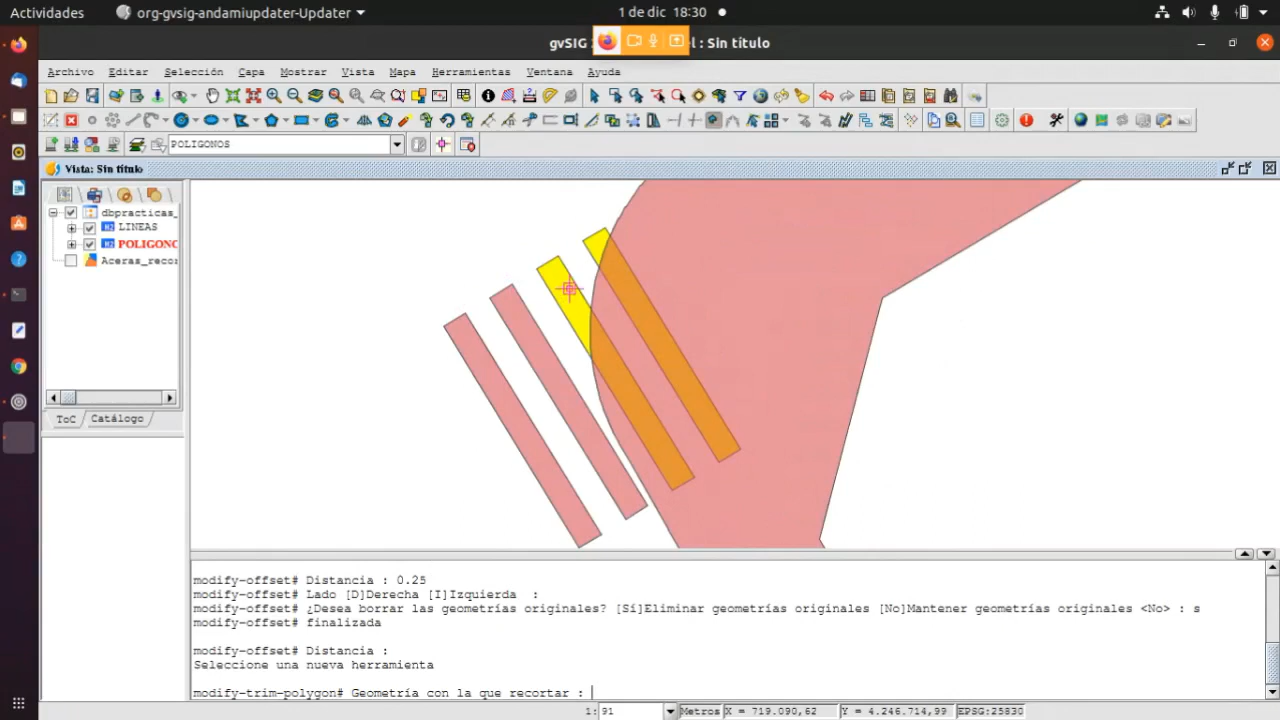 Actividades
org-gvsig-andamiupdater-Updater
1 de dic 18:30
gvSIG
el : Sin título
Archivo Editar Selección Capa Mostrar Vista Mapa Herramientas Ventana Ayuda
POLIGONOS
Vista: Sin título
dbpracticas_
LINEAS
POLIGONC
Aceras_reco
ToC Catálogo
modify-offset# Distancia : 0.25
modify-offset# Lado [D]Derecha [I]Izquierda :
modify-offset# ¿Desea borrar las geometrías originales? [Sí]Eliminar geometrías originales [No]Mantener geometrías originales <No> : s
modify-offset# finalizada
modify-offset# Distancia :
Seleccione una nueva herramienta
modify-trim-polygon# Geometría con la que recortar :
1: 91 Metros X = 719.090,62 Y = 4.246.714,99 EPSG:25830